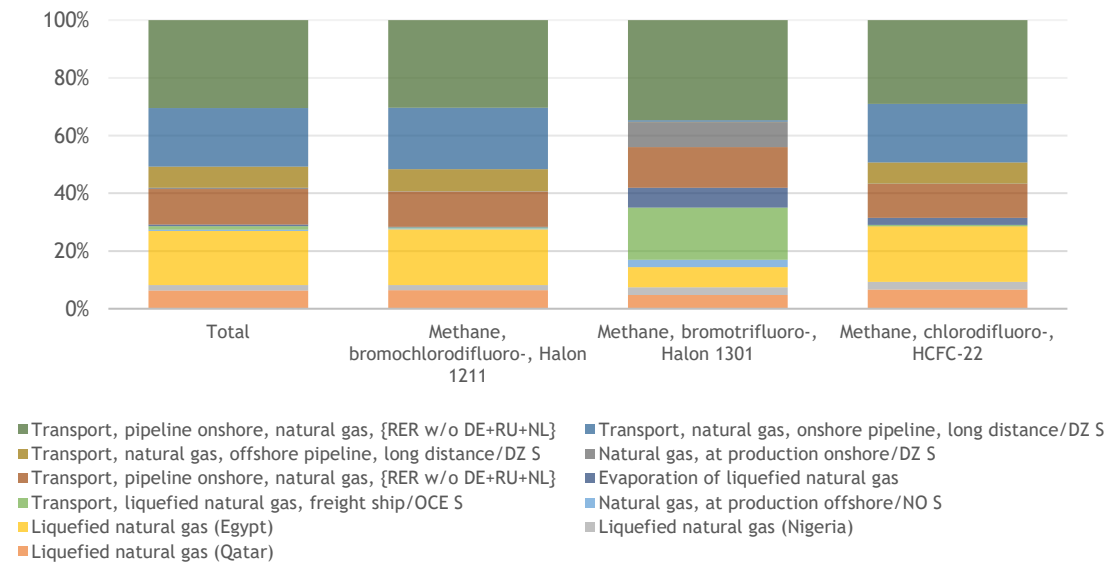 100%
80%
60%
40%
20%
0%
Total
Methane,
bromochlorodifluoro-, Halon
1211
Methane, bromotrifluoro-,
Halon 1301
Methane, chlorodifluoro-,
HCFC-22
Transport, pipeline onshore, natural gas, {RER w/o DE+RU+NL}
Transport, natural gas, onshore pipeline, long distance/DZ S
Transport, natural gas, offshore pipeline, long distance/DZ S
Natural gas, at production onshore/DZ S
Transport, pipeline onshore, natural gas, {RER w/o DE+RU+NL}
Evaporation of liquefied natural gas
Transport, liquefied natural gas, freight ship/OCE S
Natural gas, at production offshore/NO S
Liquefied natural gas (Egypt)
Liquefied natural gas (Nigeria)
Liquefied natural gas (Qatar)